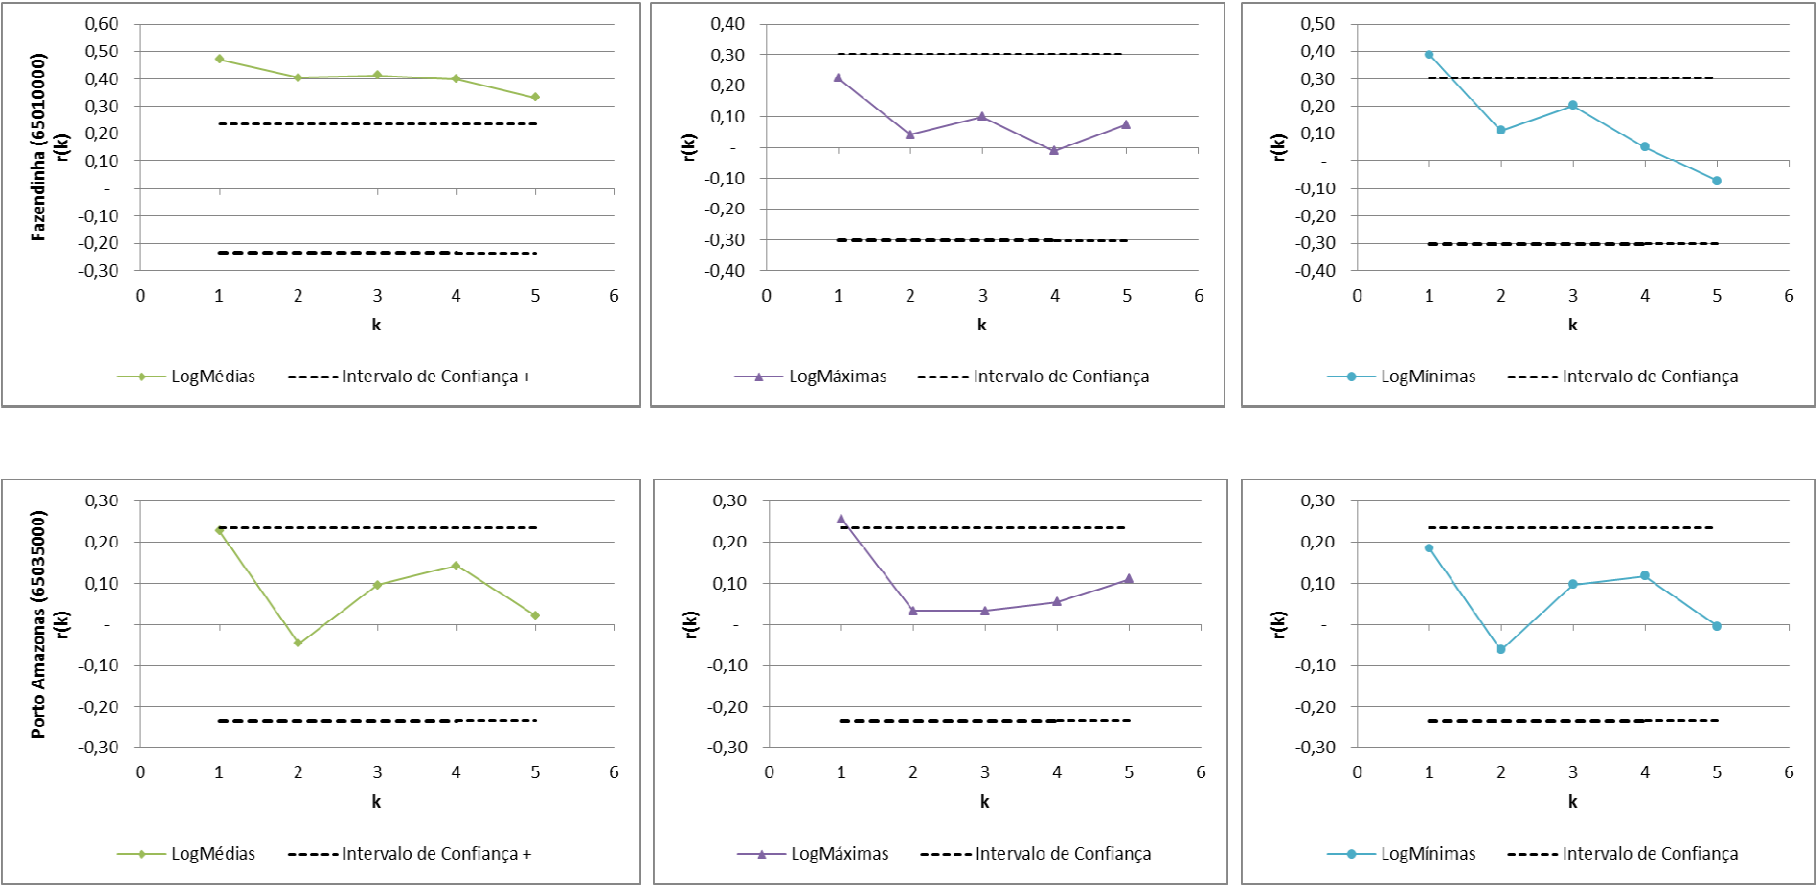 Fazendinha (65010000)
r(k)
0,60
0,50
0,40
0,30
0,20
0,10
-
-0,10
-0,20
-0,30
0 1 2 3 4 5 6
k
LogMédias Intervalo de Confiança +
r(k)
0,40
0,30
0,20
0,10
-
-0,10
-0,20
-0,30
-0,40
0 1 2 3 4 5 6
k
LogMáximas Intervalo de Confiança
r(k)
0,50
0,40
0,30
0,20
0,10
-
-0,10
-0,20
-0,30
-0,40
0 1 2 3 4 5 6
k
LogMínimas Intervalo de Confiança
Porto Amazonas (65035000)
r(k)
0,30
0,20
0,10
-
-0,10
-0,20
-0,30
0 1 2 3 4 5 6
k
LogMédias Intervalo de Confiança +
r(k)
0,30
0,20
0,10
-
-0,10
-0,20
-0,30
0 1 2 3 4 5 6
k
LogMáximas Intervalo de Confiança
r(k)
0,30
0,20
0,10
-
-0,10
-0,20
-0,30
0 1 2 3 4 5 6
k
LogMínimas Intervalo de Confiança